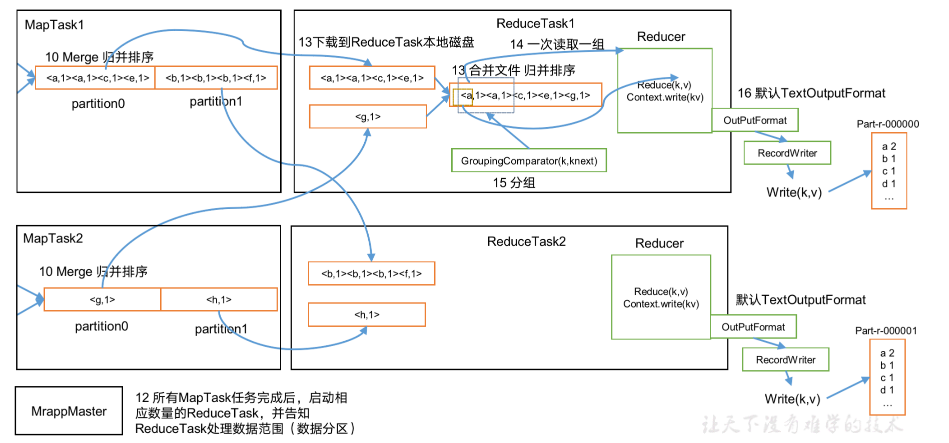 MapTask1
10 Merge 归并排序
<a,1><a,1><c,1><e,1>
<b,1><b,1><b,1><f,1>
partition0
partition1
ReduceTask1
13下载到ReduceTask本地磁盘
14 一次读取一组
<a,1><a,1><c,1><e,1>
<g,1>
13 合并文件 归并排序
<a,1><a,1><c,1><e,1><g,1>
GroupingComparator(k,knext)
15 分组
Reducer
Reduce(k,v)
Context.write(kv)
16 默认TextOutputFormat
OutPutFormat
RecordWriter
Write(k,v)
Part-r-000000
a 2
b 1
c 1
d 1
...
MapTask2
10 Merge 归并排序
<g,1>
<h,1>
partition0
partition1
ReduceTask2
<b,1><b,1><b,1><f,1>
<h,1>
Reducer
Reduce(k,v)
Context.write(kv)
默认TextOutputFormat
OutPutFormat
RecordWriter
Write(k,v)
Part-r-000001
a 2
b 1
c 1
d 1
...
MrappMaster
12 所有MapTask任务完成后，启动相
应数量的ReduceTask，并告知
ReduceTask处理数据范围（数据分区）
让天下没有难学的技术